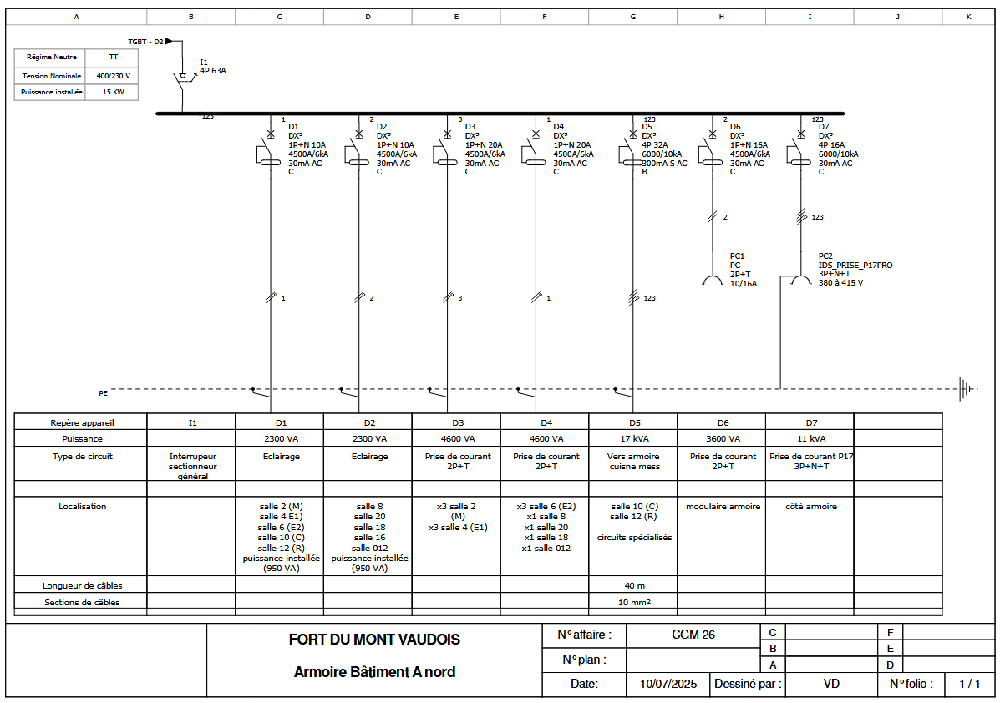 A B C D E F G H I J K
TGBT - D2
Régime Neutre TT
Tension Nominale 400/230 V
Puissance installée 15 KW
I1
4P 63A
123
1
D1
DX³
1P+N 10A
4500A/6kA
30mA AC
C
2
D2
DX³
1P+N 10A
4500A/6kA
30mA AC
C
3
D3
DX³
1P+N 20A
4500A/6kA
30mA AC
C
1
D4
DX³
1P+N 20A
4500A/6kA
30mA AC
C
123
D5
DX³
4P 32A
6000/10kA
300mA S AC
B
2
D6
DX³
1P+N 16A
4500A/6kA
30mA AC
C
123
D7
DX³
4P 16A
6000/10kA
30mA AC
C
2
123
PC1
PC
2P+T
10/16A
PC2
IDS_PRISE_P17PRO
3P+N+T
380 à 415 V
1 2 3 1 123
PE
Repère appareil I1 D1 D2 D3 D4 D5 D6 D7
Puissance 2300 VA 2300 VA 4600 VA 4600 VA 17 kVA 3600 VA 11 kVA
Type de circuit
Interrupeur
sectionneur
général
Eclairage
Eclairage
Prise de courant
2P+T
Prise de courant
2P+T
Vers armoire
cuisne mess
Prise de courant
2P+T
Prise de courant P17
3P+N+T
Localisation
salle 2 (M)
salle 4 E1)
salle 6 (E2)
salle 10 (C)
salle 12 (R)
puissance installée
(950 VA)
salle 8
salle 20
salle 18
salle 16
salle 012
puissance installée
(950 VA)
x3 salle 2
(M)
x3 salle 4 (E1)
x3 salle 6 (E2)
x1 salle 8
x1 salle 20
x1 salle 18
x1 salle 012
salle 10 (C)
salle 12 (R)
circuits spécialisés
modulaire armoire
côté armoire
Longueur de câbles 40 m
Sections de câbles 10 mm²
FORT DU MONT VAUDOIS
Armoire Bâtiment A nord
N° affaire : CGM 26
N° plan :
Date: 10/07/2025 Dessiné par : VD N° folio : 1 / 1
C F
B E
A D